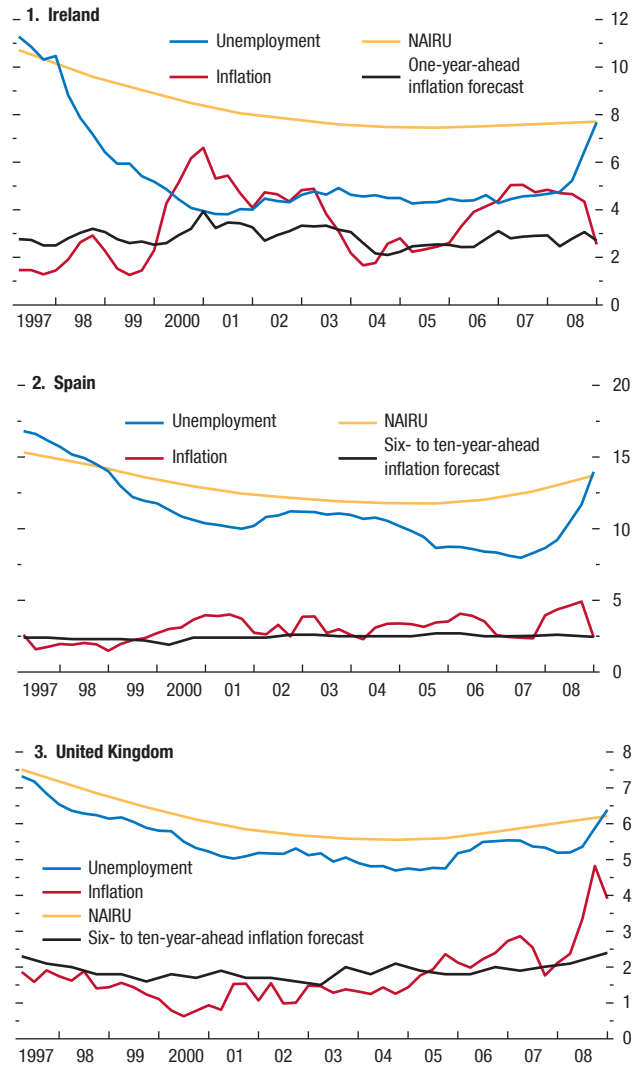 1. Ireland
12
Unemployment
NAIRU
Inflation
One-year-ahead
inflation forecast
10
8
6
4
2
0
1997 98 99 2000 01 02 03 04 05 06 07 08
2. Spain
20
Unemployment
NAIRU
Inflation
Six- to ten-year-ahead
inflation forecast
15
10
5
0
1997 98 99 2000 01 02 03 04 05 06 07 08
3. United Kingdom
8
7
6
5
Unemployment
Inflation
4
NAIRU
Six- to ten-year-ahead inflation forecast
3
2
1
0
1997 98 99 2000 01 02 03 04 05 06 07 08